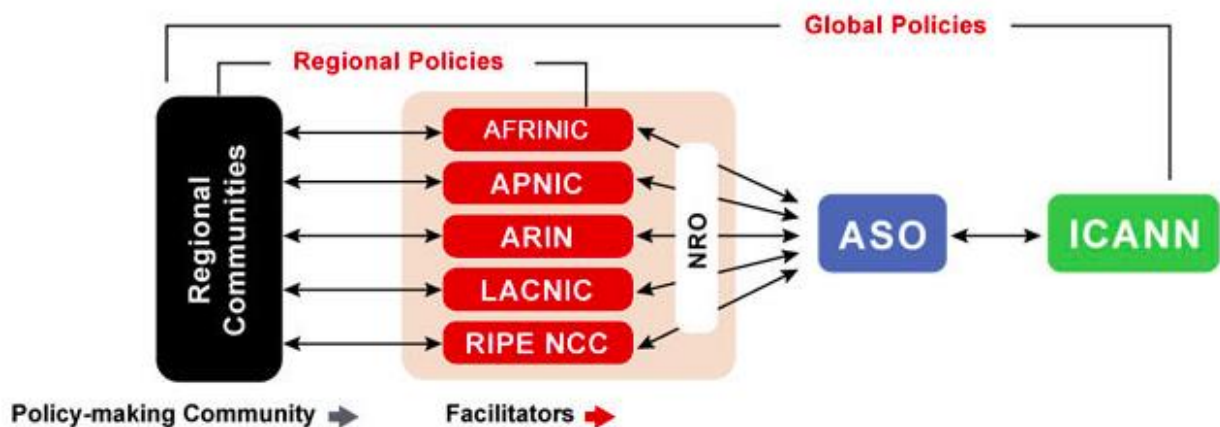 Global Policies
Regional Policies
Regional
Communities
AFRINIC
APNIC
ARIN
LACNIC
RIPE NCC
NRO
ASO
ICANN
Policy-making Community
Facilitators